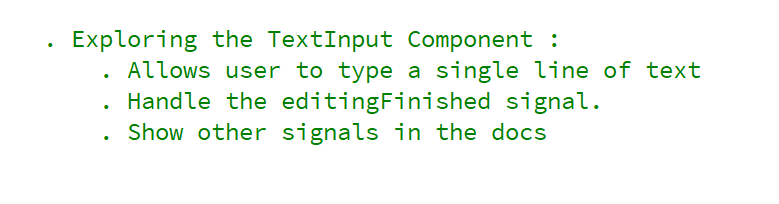 . Exploring the TextInput Component :
. Allows user to type a single line of text
. Handle the editingFinished signal.
. Show other signals in the docs